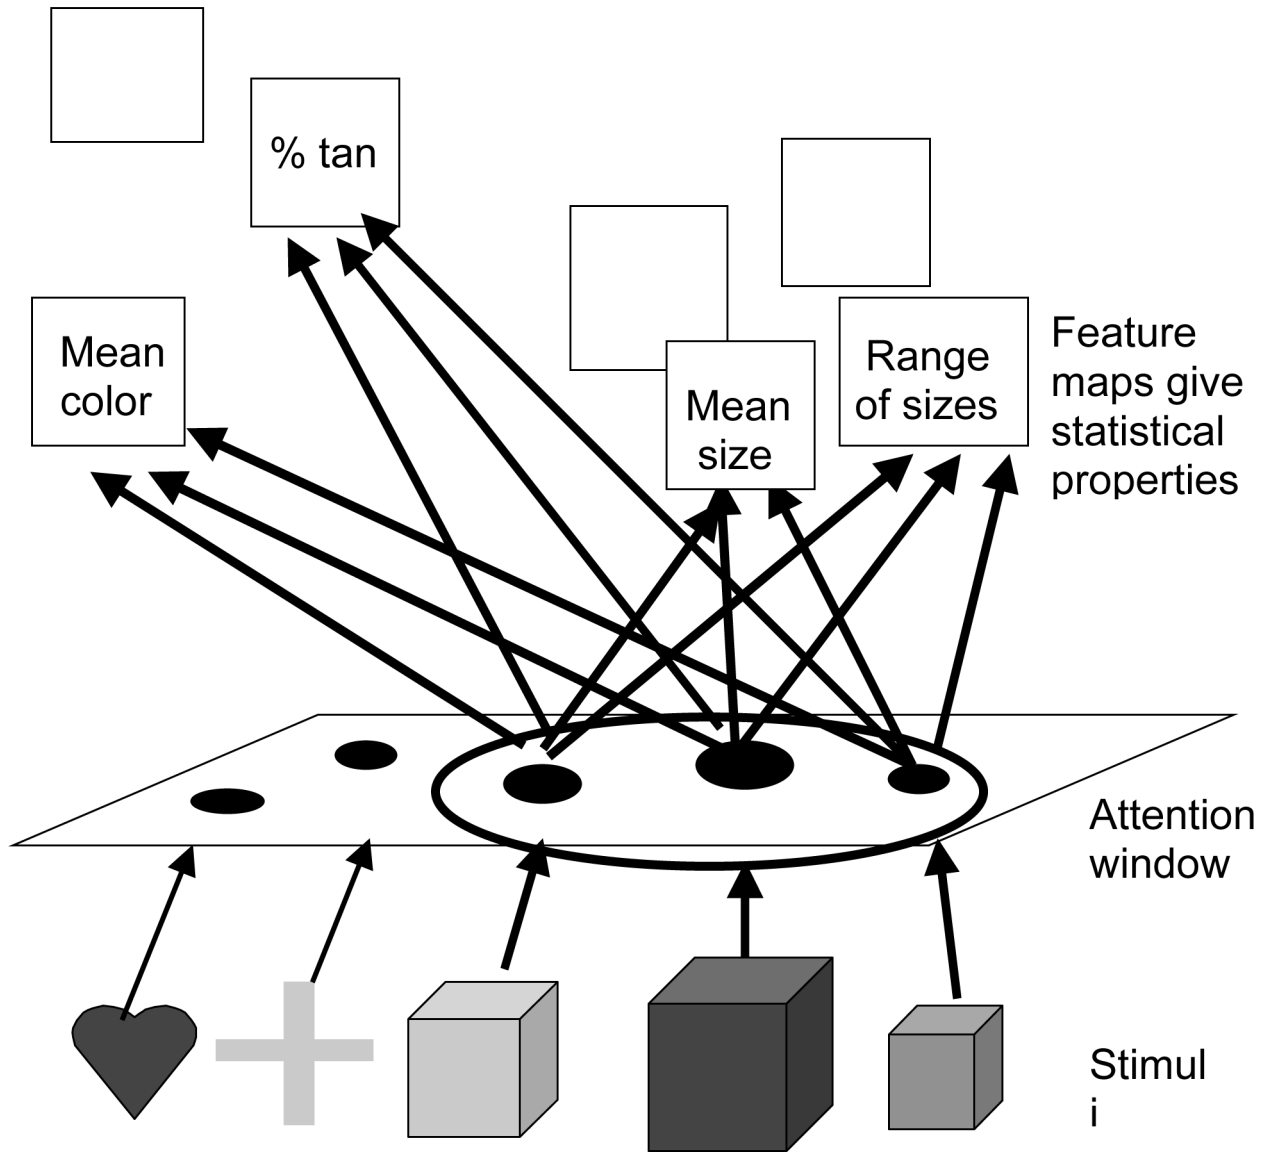 % tan
Mean
color
Mean
size
Range
of sizes
Feature
maps give
statistical
properties
Attention
window
Stimul
i